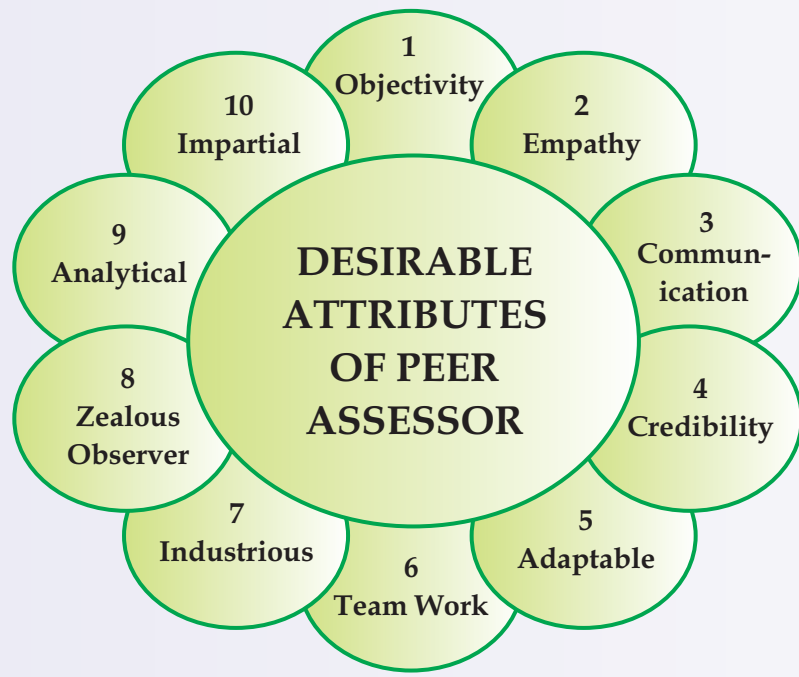 DESIRABLE
ATTRIBUTES
OF PEER
ASSESSOR
1
Objectivity
2
Empathy
3
Commun-
ication
4
Credibility
5
Adaptable
6
Team Work
7
Industrious
8
Zealous
Observer
9
Analytical
10
Impartial